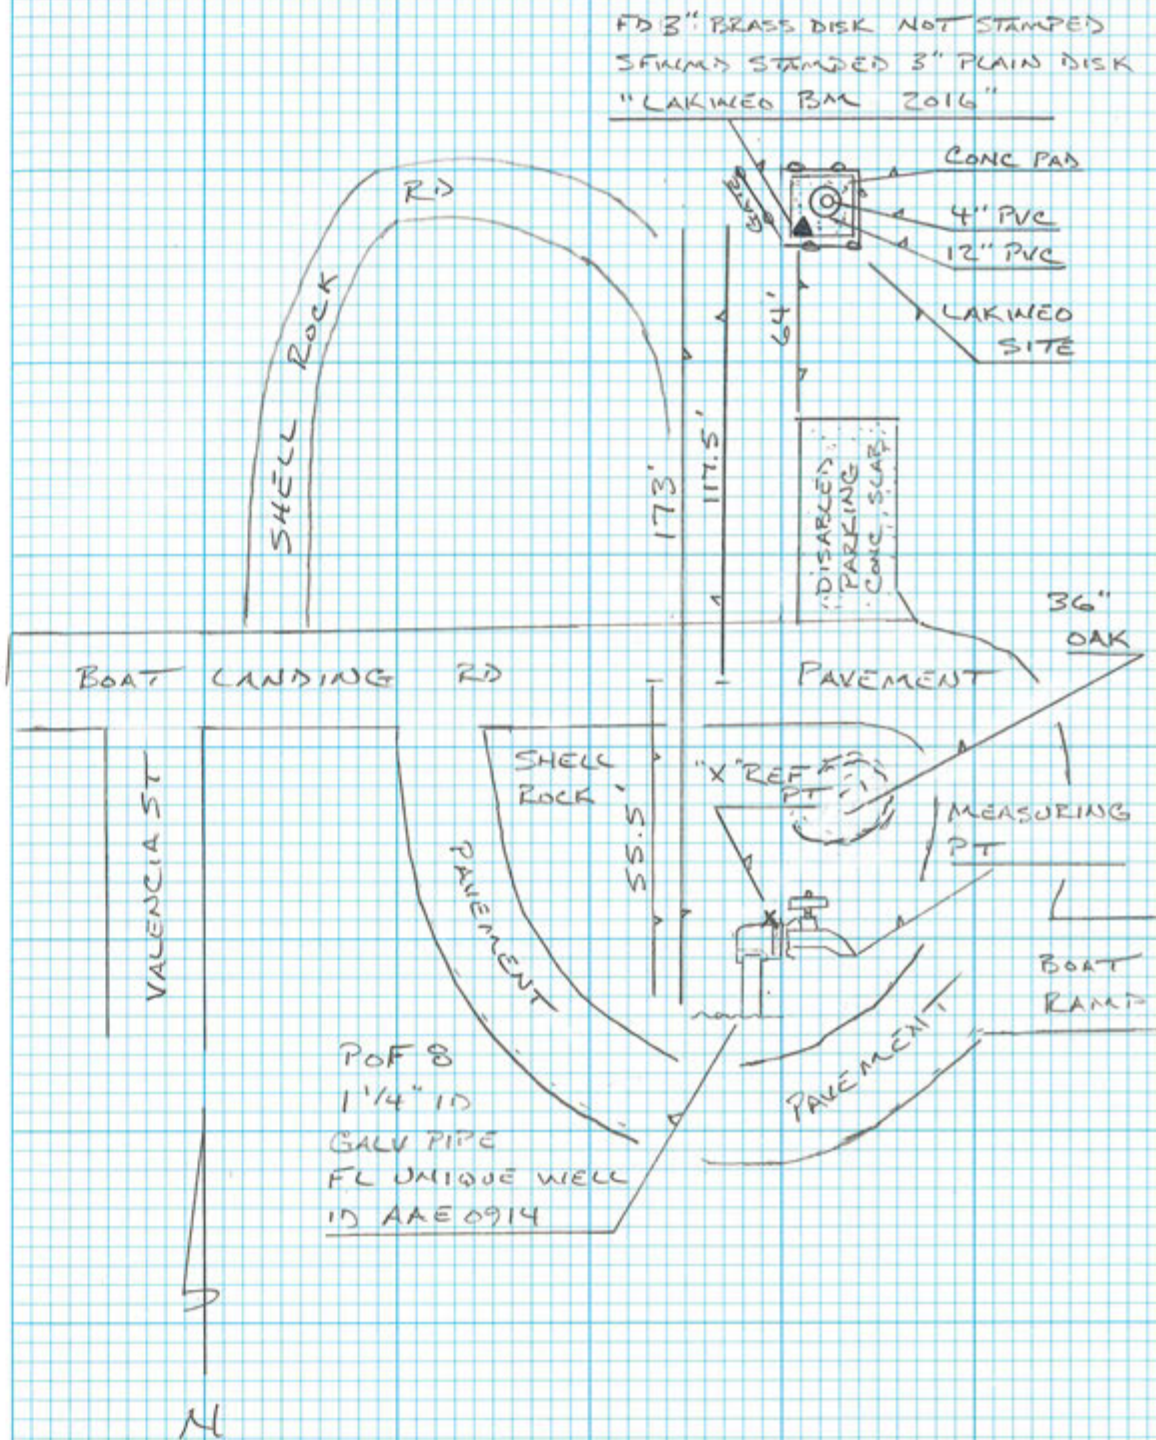 FD 3" BRASS DISK NOT STAMPED
SFWMD STAMPED 3" PLAIN DISK
"LAKINEO BM 2016"
CONC PAD
4" PVC
12" PVC
LAKINEO
SITE
RD
SHELL ROCK
64'
117.5'
173'
DISABLED
PARKING
CONC. SLAB
36"
OAK
BOAT LANDING RD
PAVEMENT
SHELL
ROCK
"X" REF
PT
MEASURING
PT
VALENCIA ST
PAVEMENT
55.5'
X
BOAT
RAMP
PAVEMENT
POF 8
1 1/4" ID
GALV PIPE
FL UNIQUE WELL
ID AAE 0914
N